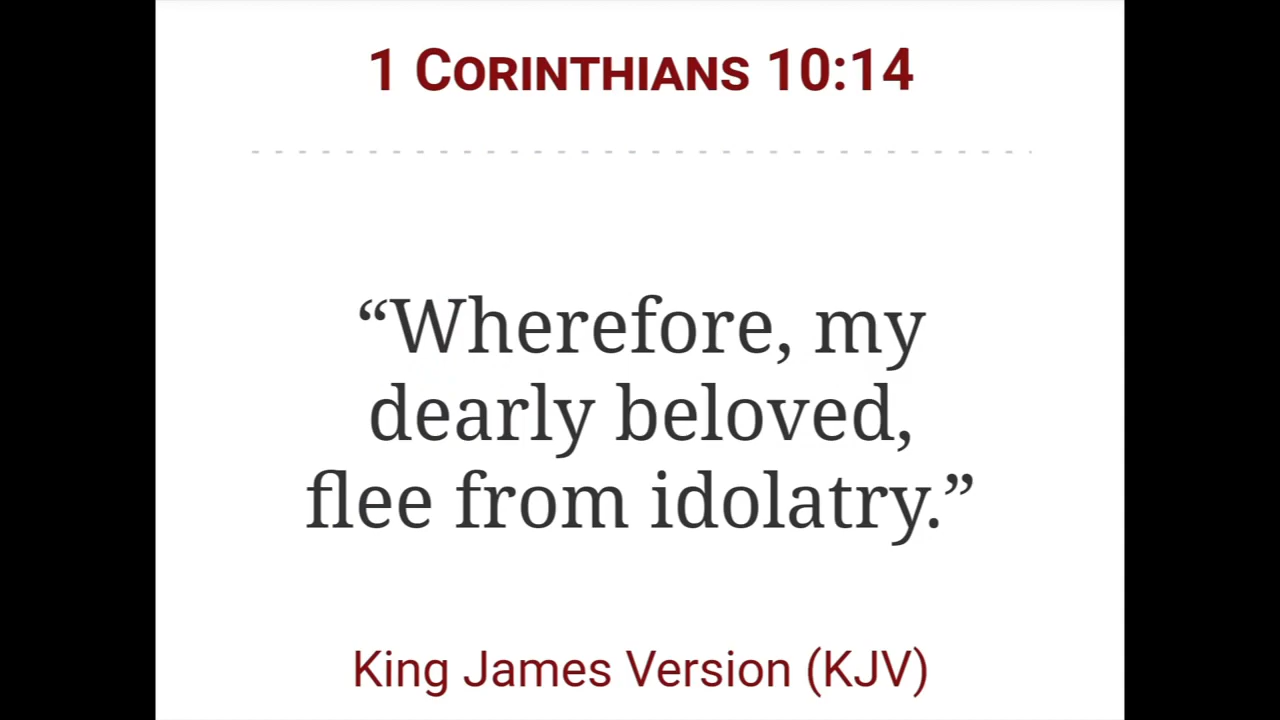 1 Corinthians 10:14
“Wherefore, my
dearly beloved,
flee from idolatry.”
King James Version (KJV)